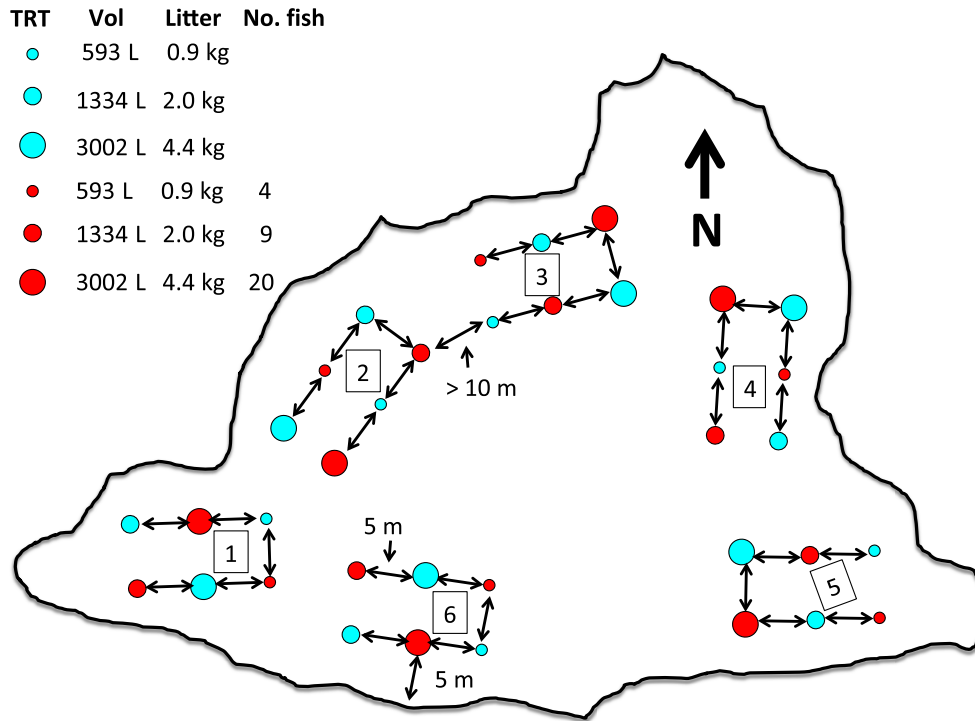 TRT Vol Litter No. fish
593 L 0.9 kg
1334 L 2.0 kg
3002 L 4.4 kg
593 L 0.9 kg 4
1334 L 2.0 kg 9
3002 L 4.4 kg 20
N
3
2
> 10 m
4
5 m
1
5
6
5 m